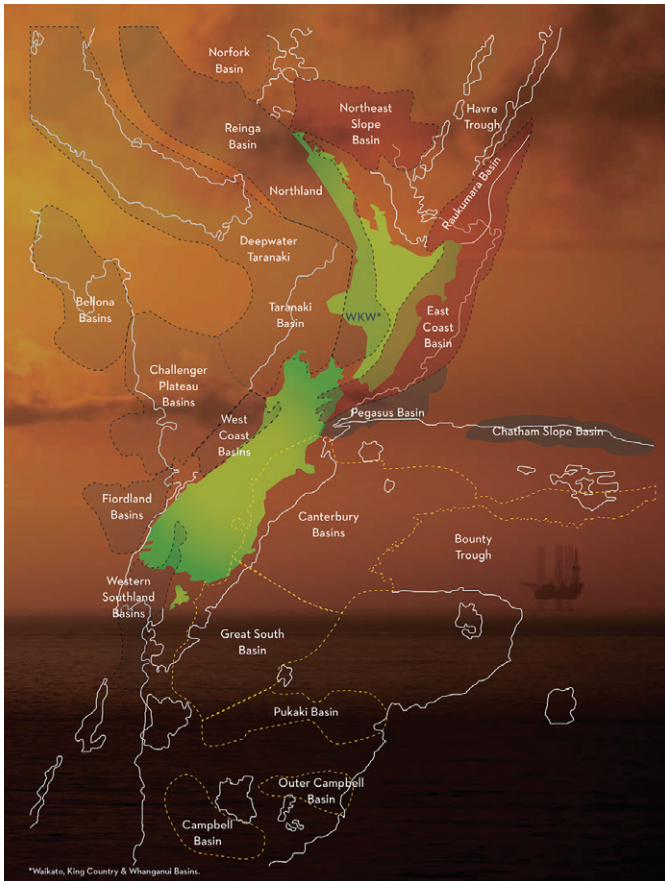 Norfork
Basin
Northeast
Slope
Basin
Havre
Trough
Reinga
Basin
Raukumara Basin
Northland
Deepwater
Taranaki
Bellona
Basins
Taranaki
Basin
WKW*
East
Coast
Basin
Challenger
Plateau
Basins
West
Coast
Basins
Pegasus Basin
Chatham Slope Basin
Fiordland
Basins
Canterbury
Basins
Bounty
Trough
Western
Southland
Basins
Great South
Basin
Pukaki Basin
Outer Campbell
Basin
Campbell
Basin
*Waikato, King Country & Whanganui Basins.